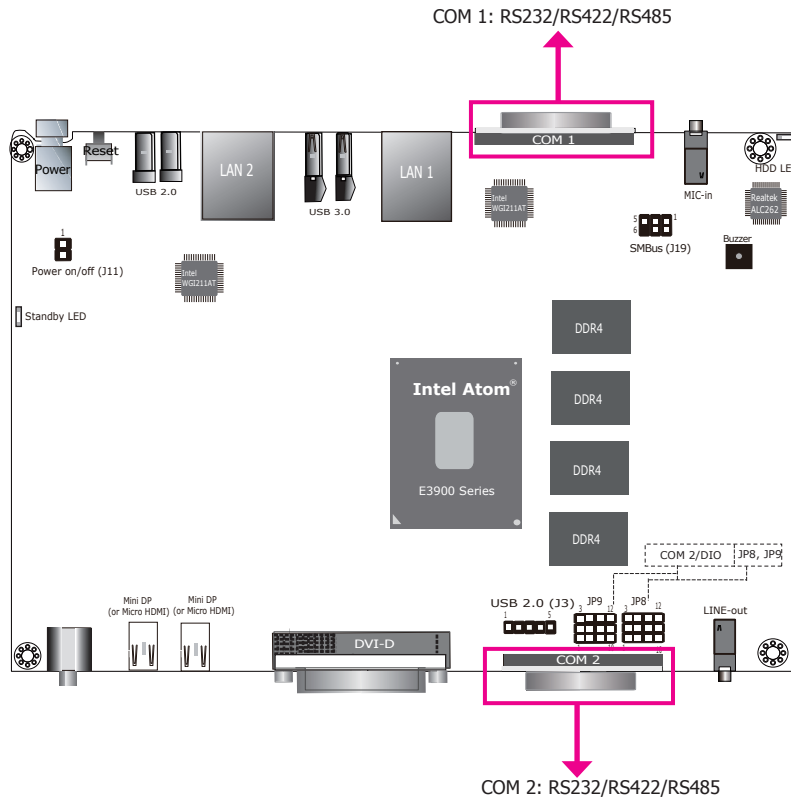 COM 1: RS232/RS422/RS485
COM 1
Power
Reset
USB 2.0
LAN 2
USB 3.0
LAN 1
MIC-in
HDD LE
Intel
WGI211AT
Realtek
ALC262
5
1
6
SMBus (J19)
Buzzer
1
Power on/off (J11)
Intel
WGI211AT
Standby LED
DDR4
Intel Atom®
DDR4
DDR4
E3900 Series
DDR4
COM 2/DIO
JP8, JP9
Mini DP
(or Micro HDMI)
Mini DP
(or Micro HDMI)
USB 2.0 (J3)
1
5
JP9
3
12
JP8
3
12
LINE-out
DVI-D
COM 2
COM 2: RS232/RS422/RS485